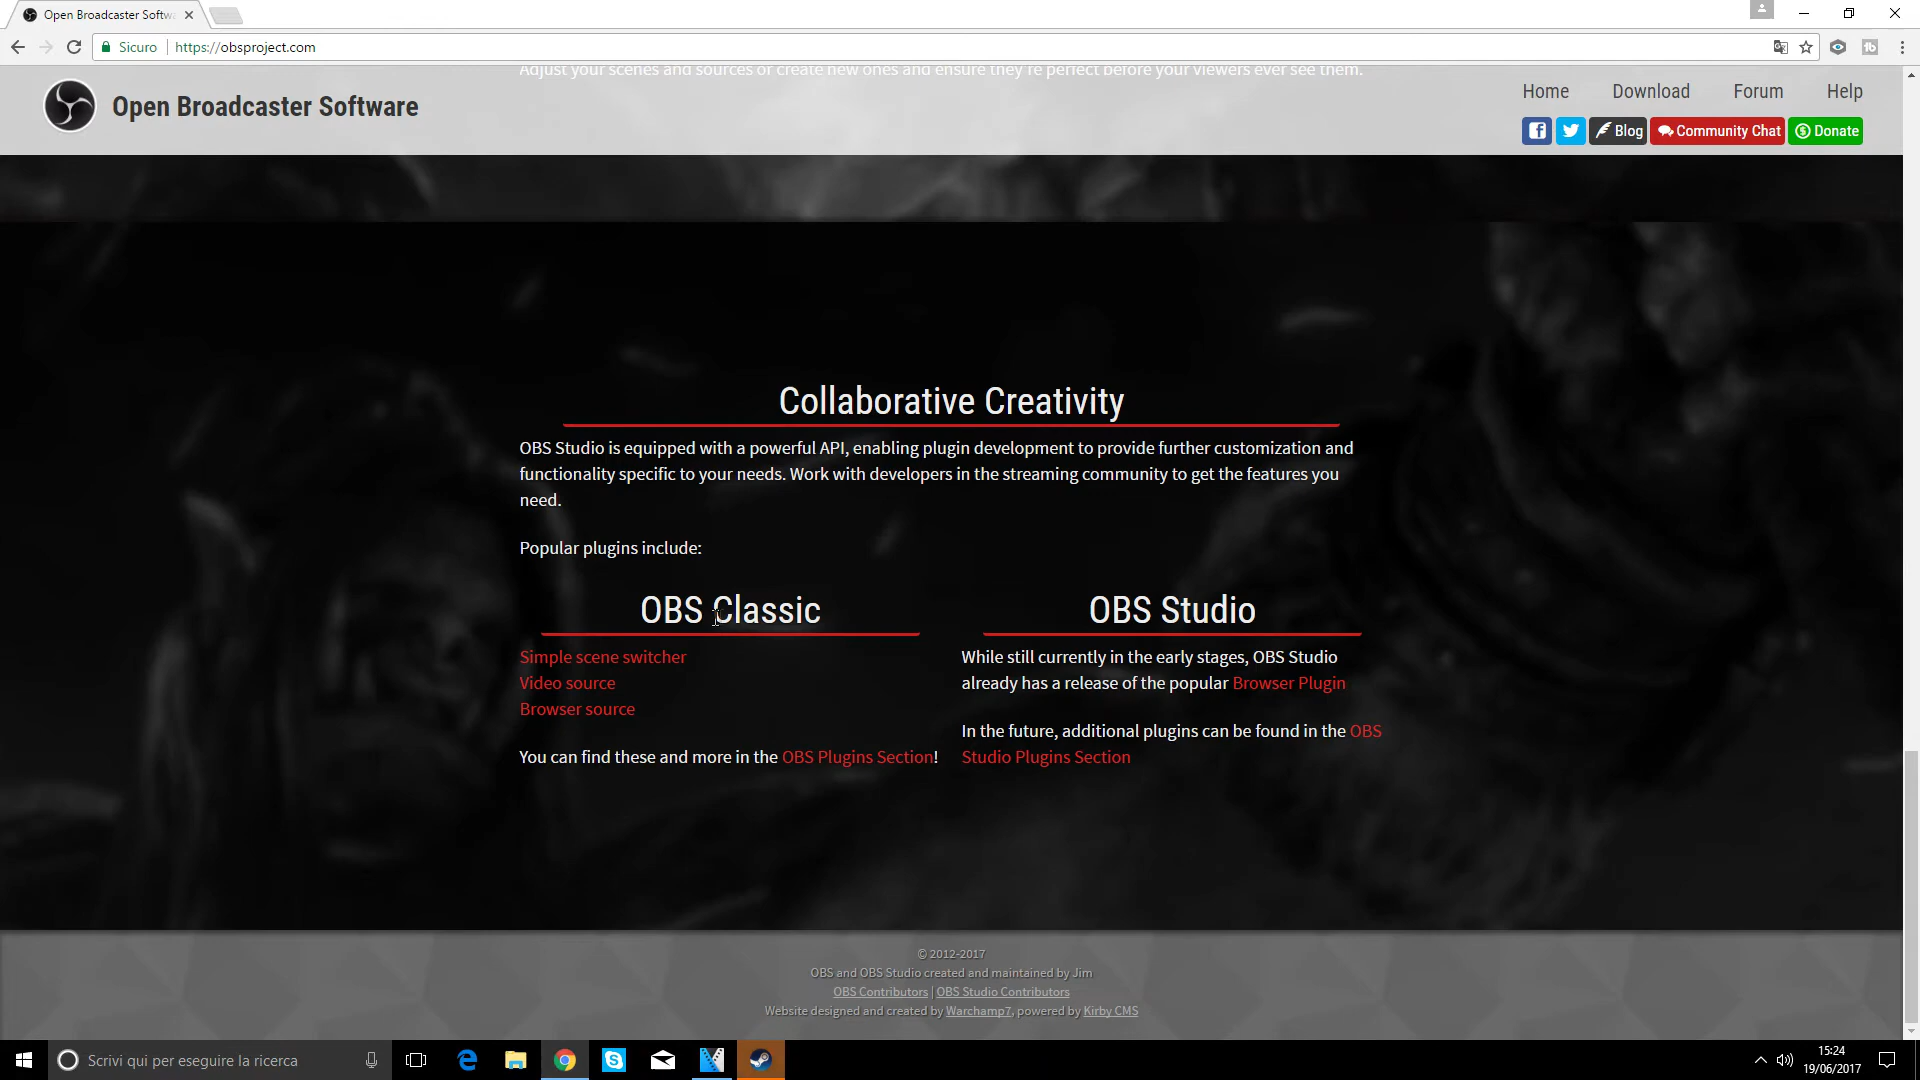 Open Broadcaster Softw
Sicuro
https://obsproject.com
Adjust your scenes and sources or create new ones and ensure they're perfect before your viewers ever see them.
Open Broadcaster Software
Home
Download
Forum
Help
Blog
Community Chat
Donate
Collaborative Creativity
OBS Studio is equipped with a powerful API, enabling plugin development to provide further customization and
functionality specific to your needs. Work with developers in the streaming community to get the features you
need.
Popular plugins include:
OBS Classic
Simple scene switcher
Video source
Browser source
You can find these and more in the OBS Plugins Section!
OBS Studio
While still currently in the early stages, OBS Studio
already has a release of the popular Browser Plugin
In the future, additional plugins can be found in the OBS
Studio Plugins Section
© 2012-2017
OBS and OBS Studio created and maintained by Jim
OBS Contributors | OBS Studio Contributors
Website designed and created by Warchamp7, powered by Kirby CMS
Scrivi qui per eseguire la ricerca
15:24
19/06/2017